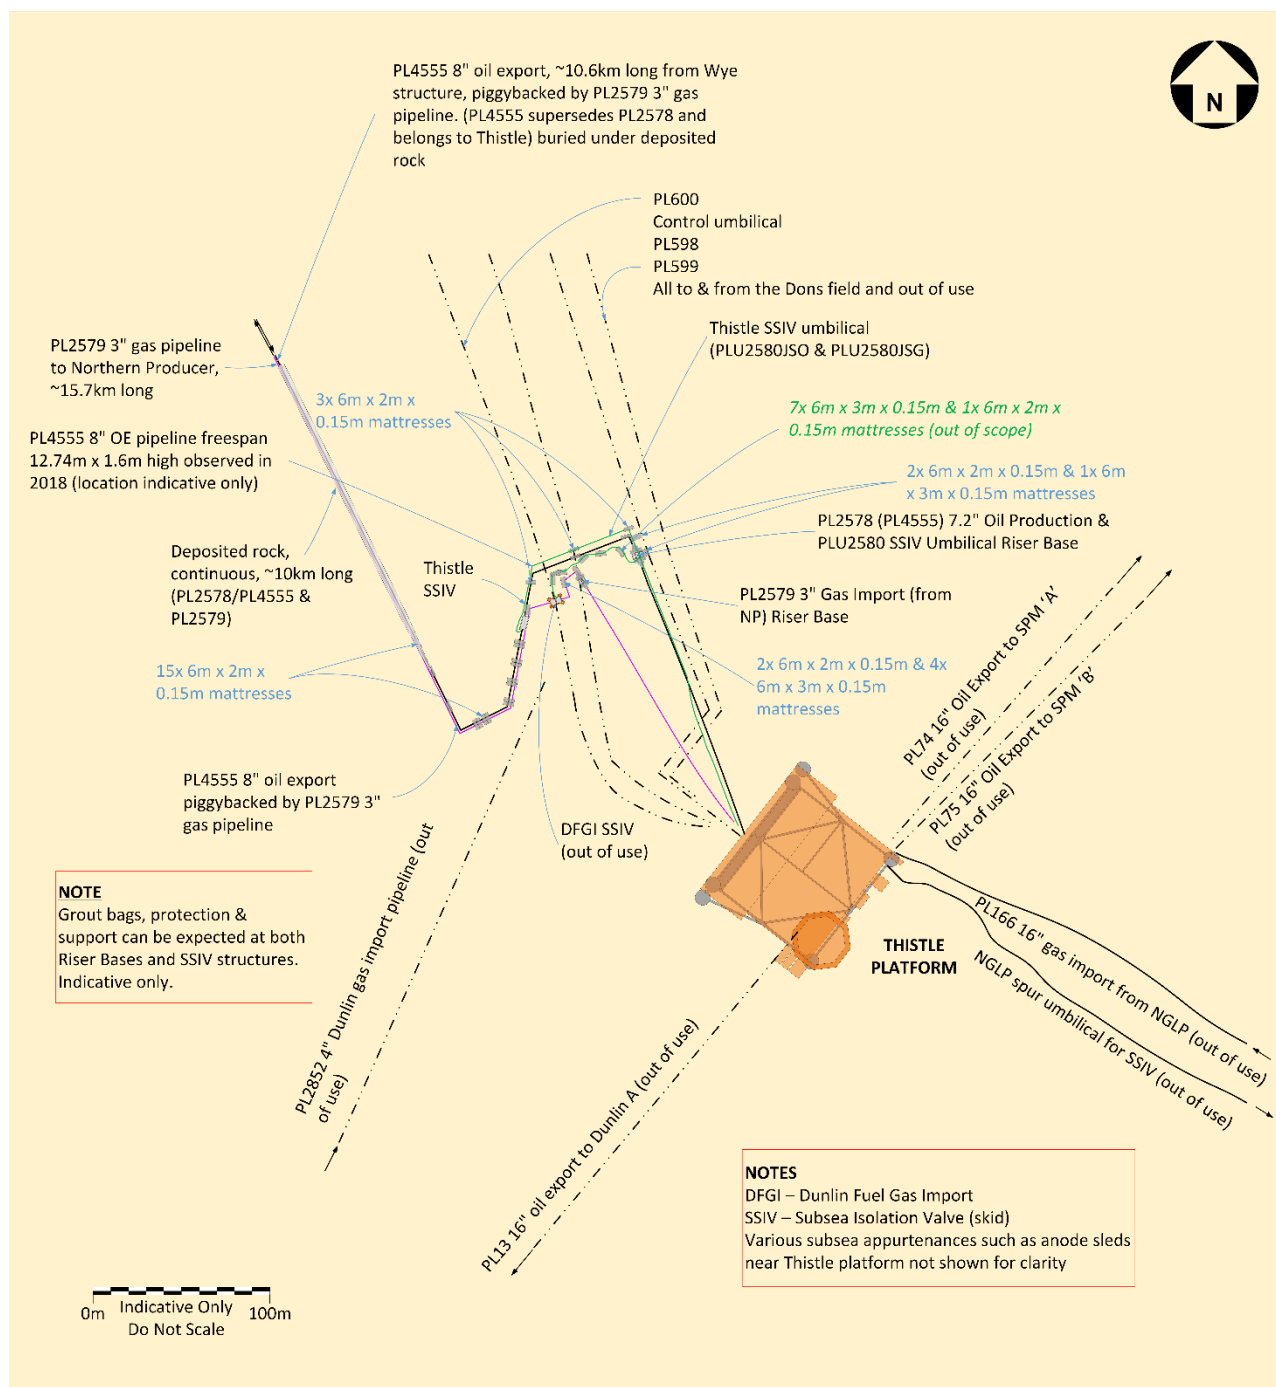 PL4555 8" oil export, ~10.6km long from Wye
structure, piggybacked by PL2579 3" gas
pipeline. (PL4555 supersedes PL2578 and
belongs to Thistle) buried under deposited
rock
N
PL600
Control umbilical
PL598
PL599
All to & from the Dons field and out of use
Thistle SSIV umbilical
(PLU2580JSO & PLU2580JSG)
PL2579 3" gas pipeline
to Northern Producer,
~15.7km long
3x 6m x 2m x
0.15m mattresses
7x 6m x 3m x 0.15m & 1x 6m x 2m x
0.15m mattresses (out of scope)
PL4555 8" OE pipeline freespan
12.74m x 1.6m high observed in
2018 (location indicative only)
2x 6m x 2m x 0.15m & 1x 6m
x 3m x 0.15m mattresses
PL2578 (PL4555) 7.2" Oil Production &
PLU2580 SSIV Umbilical Riser Base
Deposited rock,
continuous, ~10km long
(PL2578/PL4555 &
PL2579)
Thistle
SSIV
PL2579 3" Gas Import (from
NP) Riser Base
15x 6m x 2m x
0.15m mattresses
2x 6m x 2m x 0.15m & 4x
6m x 3m x 0.15m
mattresses
PL74 16" Oil Export to SPM ‘A’
(out of use)
PL75 16" Oil Export to SPM ‘B’
(out of use)
PL4555 8" oil export
piggybacked by PL2579 3"
gas pipeline
DFGI SSIV
(out of use)
PL2852 4" Dunlin gas import pipeline (out
of use)
NOTE
Grout bags, protection &
support can be expected at both
Riser Bases and SSIV structures.
Indicative only.
THISTLE
PLATFORM
PL166 16" gas import from NGLP (out of use)
NGLP spur umbilical for SSIV (out of use)
PL13 16" oil export to Dunlin A (out of use)
NOTES
DFGI – Dunlin Fuel Gas Import
SSIV – Subsea Isolation Valve (skid)
Various subsea appurtenances such as anode sleds
near Thistle platform not shown for clarity
0m
Indicative Only
100m
Do Not Scale